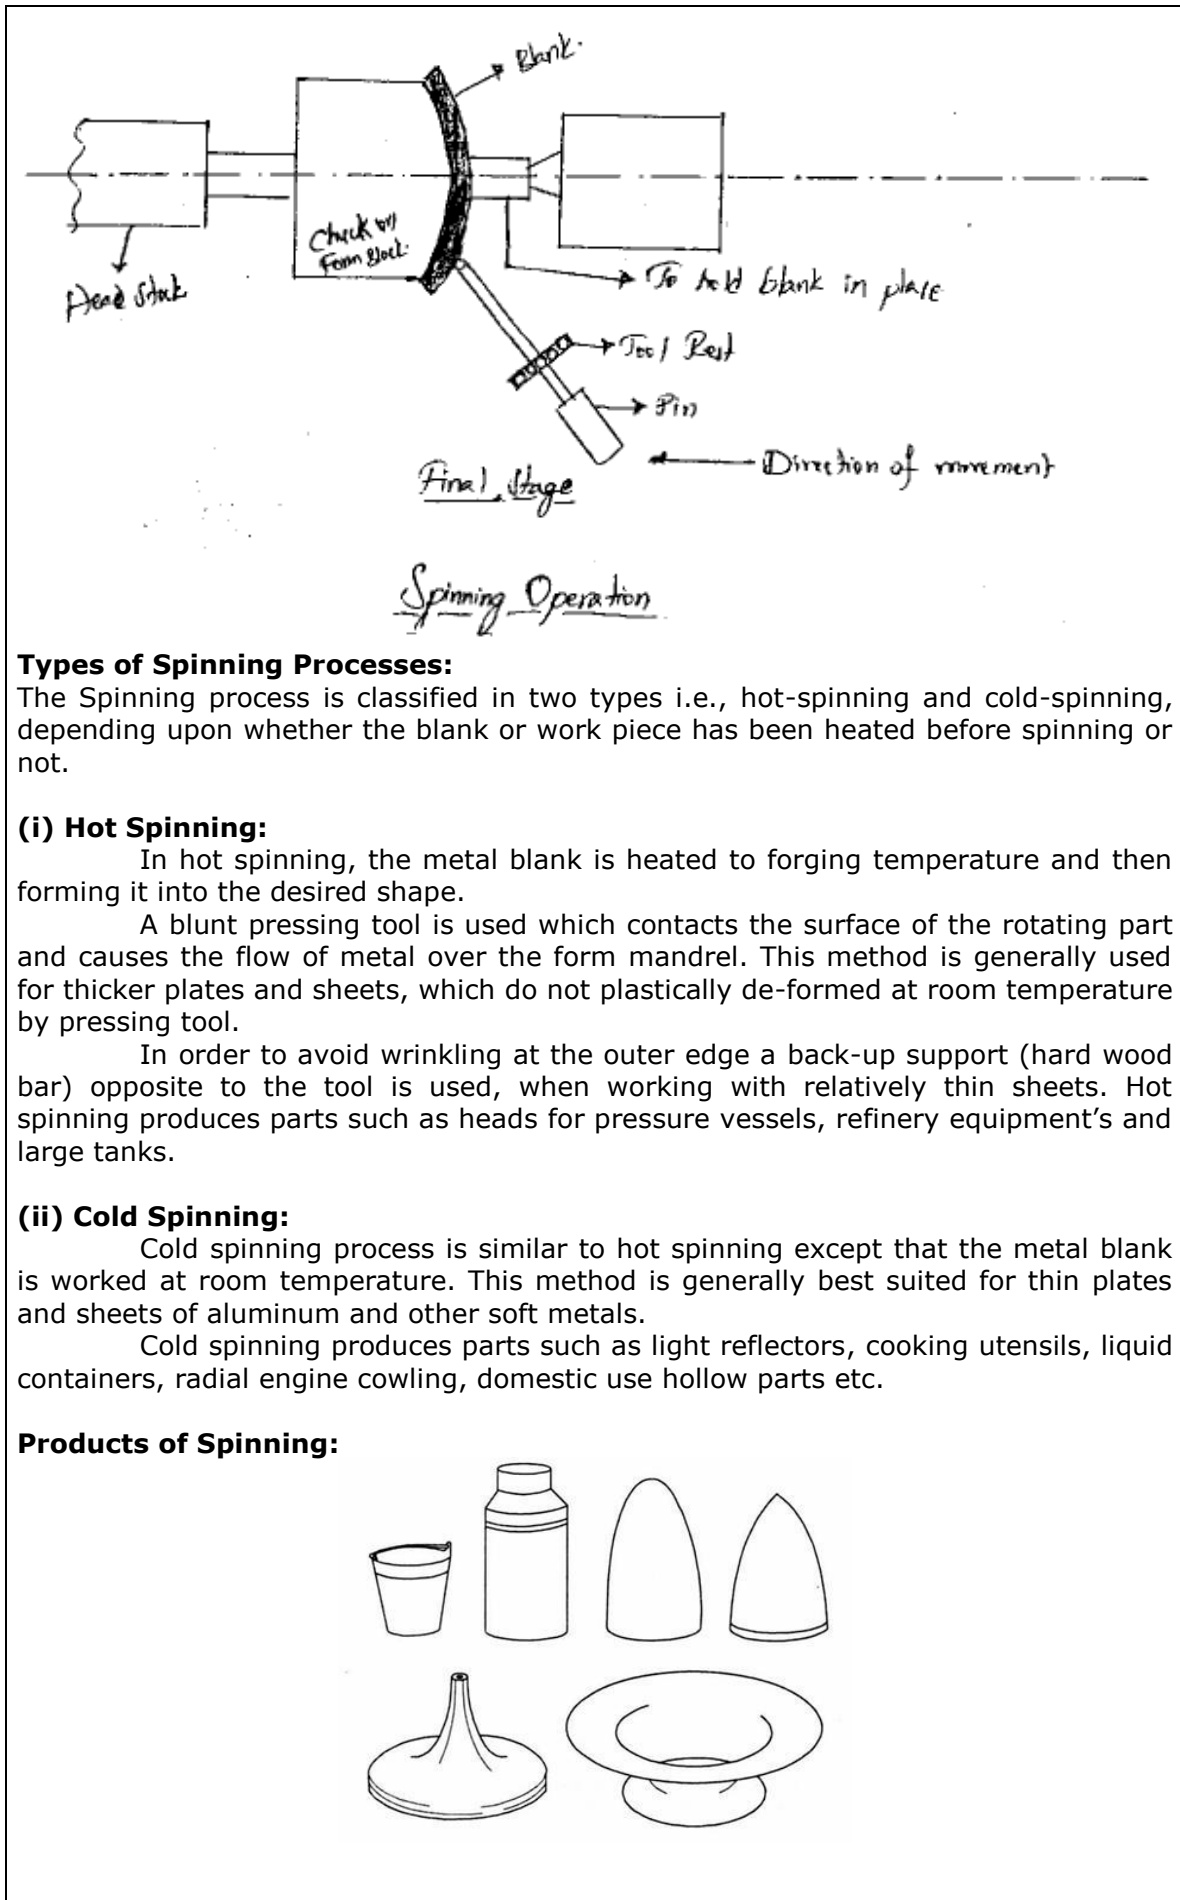 Blank.
Chuck or
Form Block.
Head Stock
To hold blank in place
Tool Rest
Pin
Direction of movement
Final Stage
Spinning Operation
Types of Spinning Processes:
The Spinning process is classified in two types i.e., hot-spinning and cold-spinning,
depending upon whether the blank or work piece has been heated before spinning or
not.
(i) Hot Spinning:
In hot spinning, the metal blank is heated to forging temperature and then
forming it into the desired shape.
A blunt pressing tool is used which contacts the surface of the rotating part
and causes the flow of metal over the form mandrel. This method is generally used
for thicker plates and sheets, which do not plastically de-formed at room temperature
by pressing tool.
In order to avoid wrinkling at the outer edge a back-up support (hard wood
bar) opposite to the tool is used, when working with relatively thin sheets. Hot
spinning produces parts such as heads for pressure vessels, refinery equipment’s and
large tanks.
(ii) Cold Spinning:
Cold spinning process is similar to hot spinning except that the metal blank
is worked at room temperature. This method is generally best suited for thin plates
and sheets of aluminum and other soft metals.
Cold spinning produces parts such as light reflectors, cooking utensils, liquid
containers, radial engine cowling, domestic use hollow parts etc.
Products of Spinning: